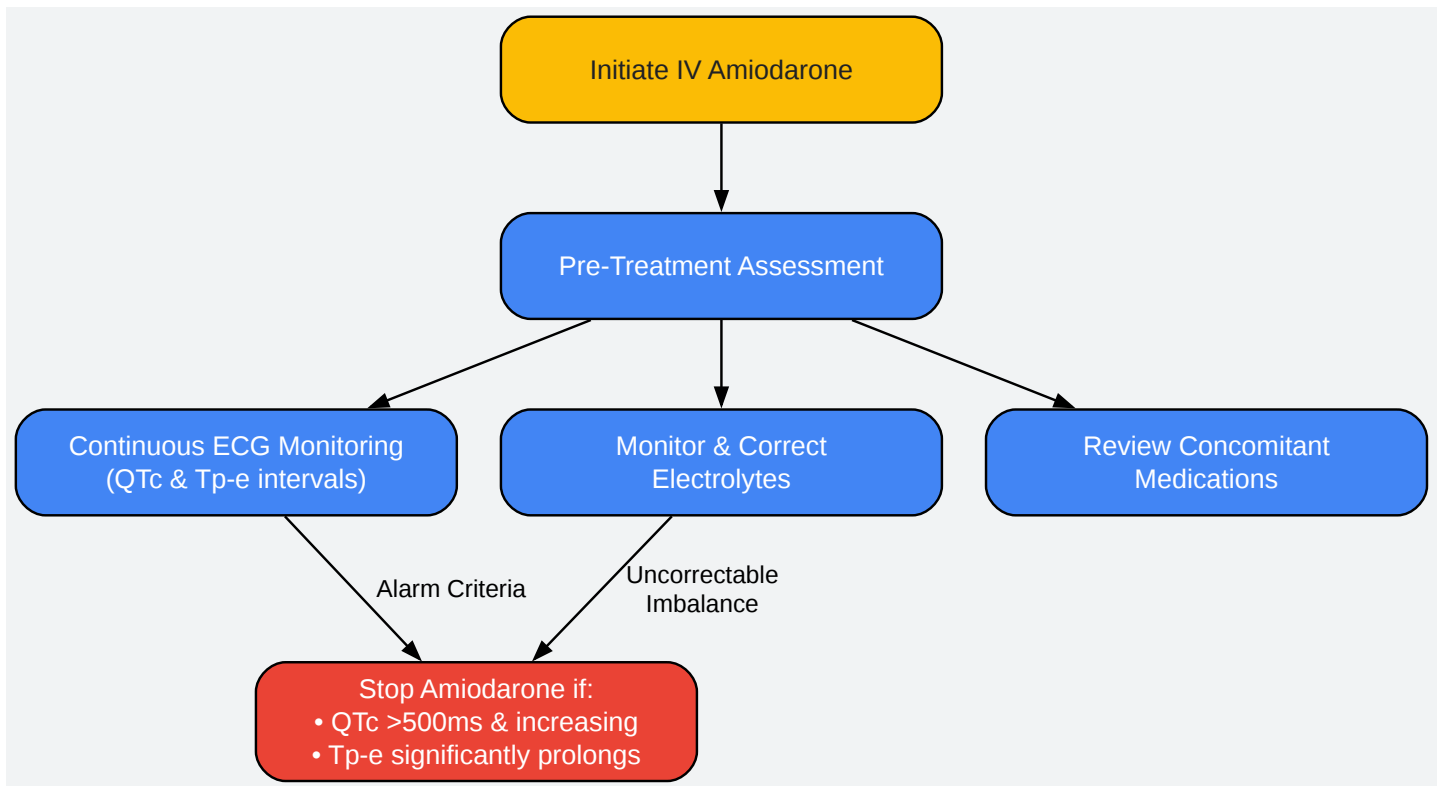 Initiate IV Amiodarone
Pre-Treatment Assessment
Continuous ECG Monitoring
(QTc & Tp-e intervals)
Monitor & Correct
Electrolytes
Review Concomitant
Medications
Alarm Criteria
Uncorrectable
Imbalance
Stop Amiodarone if:
• QTc >500ms & increasing
• Tp-e significantly prolongs